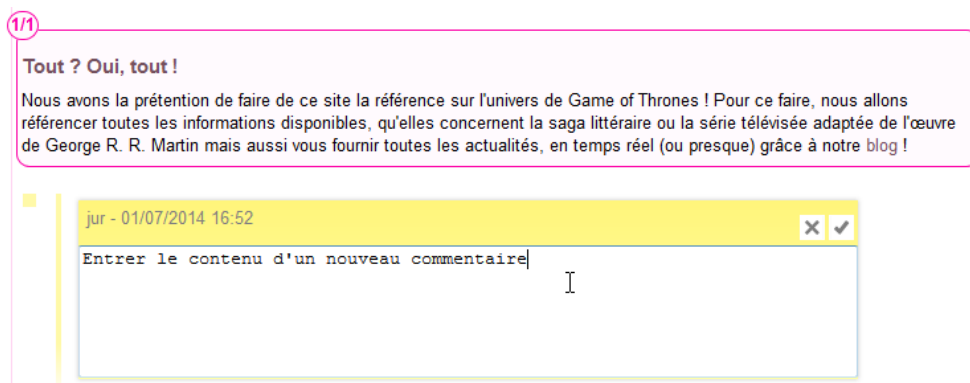 1/1
Tout ? Oui, tout !
Nous avons la prétention de faire de ce site la référence sur l'univers de Game of Thrones ! Pour ce faire, nous allons
référencer toutes les informations disponibles, qu'elles concernent la saga littéraire ou la série télévisée adaptée de l'œuvre
de George R. R. Martin mais aussi vous fournir toutes les actualités, en temps réel (ou presque) grâce à notre blog !
jur - 01/07/2014 16:52
Entrer le contenu d'un nouveau commentaire